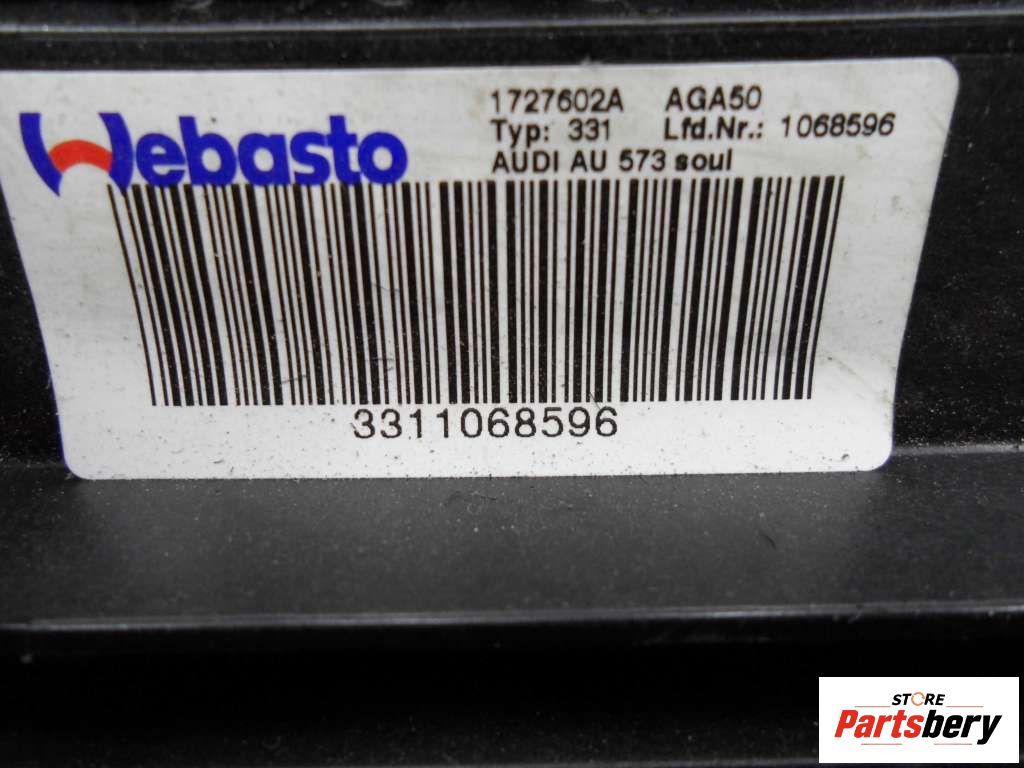 Webasto
1727602A AGA50
Typ: 331 Lfd.Nr.: 1068596
AUDI AU 573 soul
3311068596
STORE
Partsbery